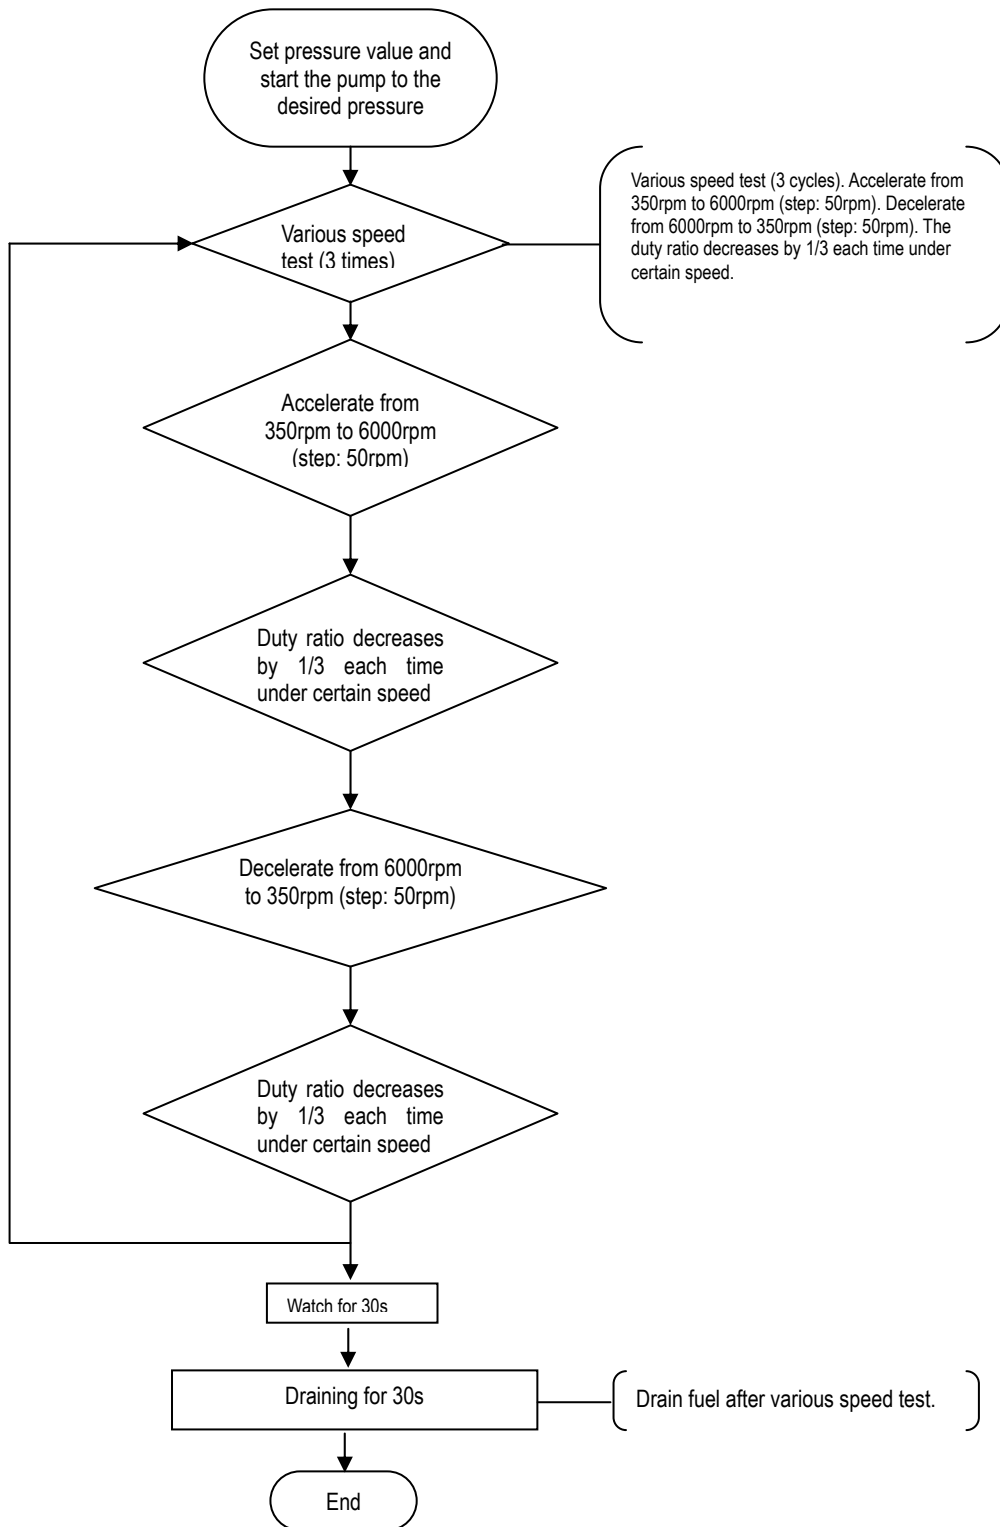 Set pressure value and
start the pump to the
desired pressure
Various speed test (3 cycles). Accelerate from
350rpm to 6000rpm (step: 50rpm). Decelerate
from 6000rpm to 350rpm (step: 50rpm). The
duty ratio decreases by 1/3 each time under
certain speed.
Various speed
test (3 times)
Accelerate from
350rpm to 6000rpm
(step: 50rpm)
Duty ratio decreases
by 1/3 each time
under certain speed
Decelerate from 6000rpm
to 350rpm (step: 50rpm)
Duty ratio decreases
by 1/3 each time
under certain speed
Watch for 30s
Draining for 30s
Drain fuel after various speed test.
End